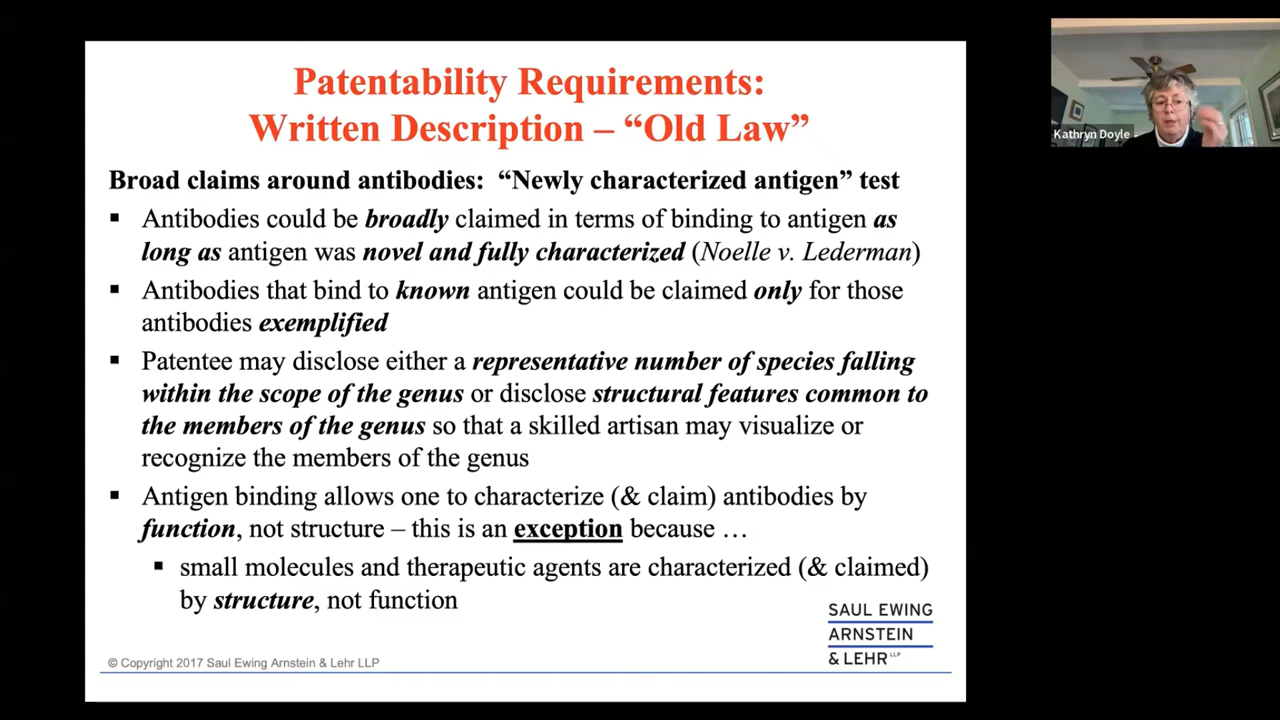 Patentability Requirements:
Written Description – “Old Law”
Broad claims around antibodies: “Newly characterized antigen” test
▪ Antibodies could be broadly claimed in terms of binding to antigen as
long as antigen was novel and fully characterized (Noelle v. Lederman)
▪ Antibodies that bind to known antigen could be claimed only for those
antibodies exemplified
▪ Patentee may disclose either a representative number of species falling
within the scope of the genus or disclose structural features common to
the members of the genus so that a skilled artisan may visualize or
recognize the members of the genus
▪ Antigen binding allows one to characterize (& claim) antibodies by
function, not structure – this is an exception because …
▪ small molecules and therapeutic agents are characterized (& claimed)
by structure, not function
SAUL EWING
ARNSTEIN
& LEHR LLP
© Copyright 2017 Saul Ewing Arnstein & Lehr LLP
Kathryn Doyle